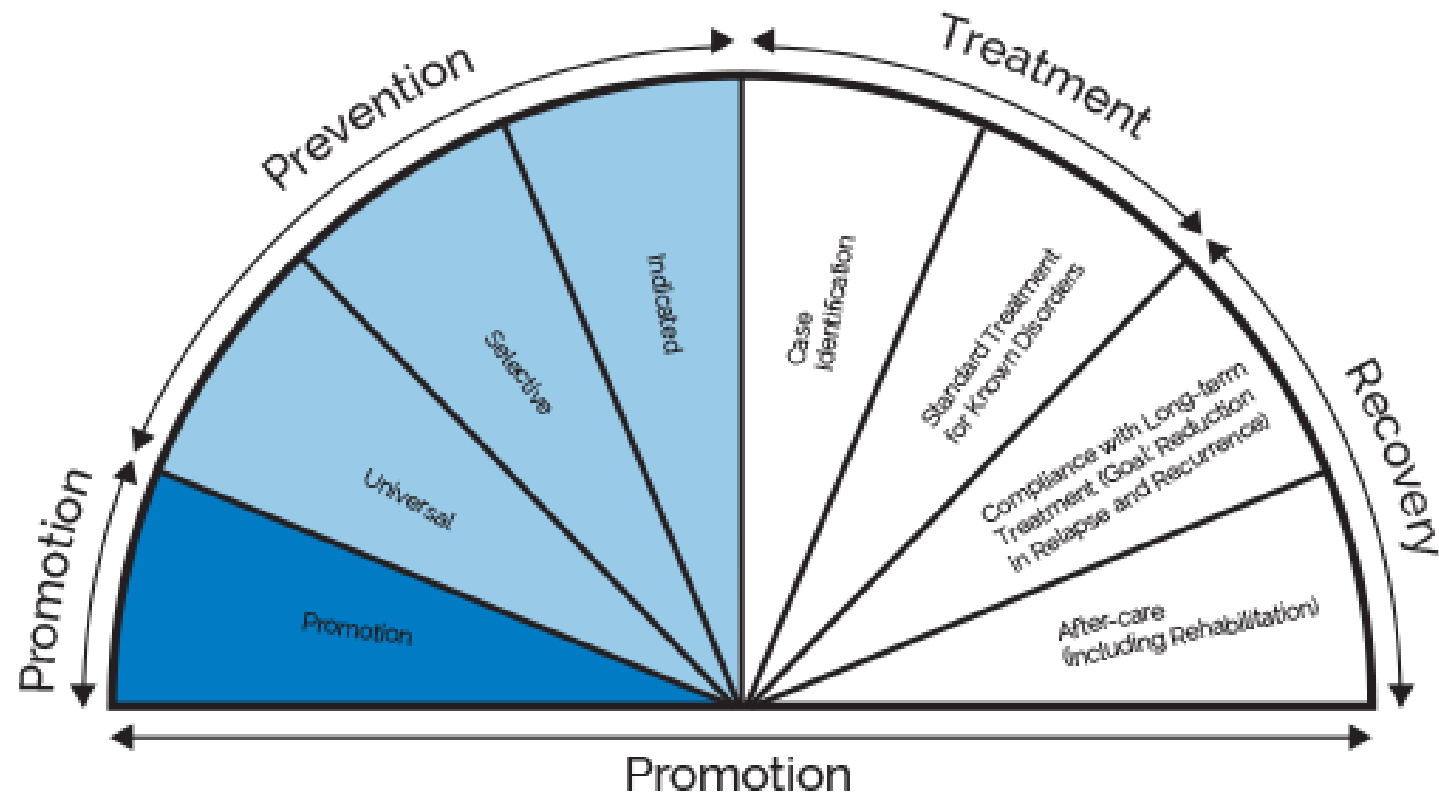 Prevention
Treatment
Recovery
Promotion
Promotion
Universal
Selective
Indicated
Case
Identification
Standard Treatment
for Known Disorders
Compliance with Long-term
Treatment (Goal: Reduction
in Relapse and Recurrence)
After-care
(Including Rehabilitation)
Promotion